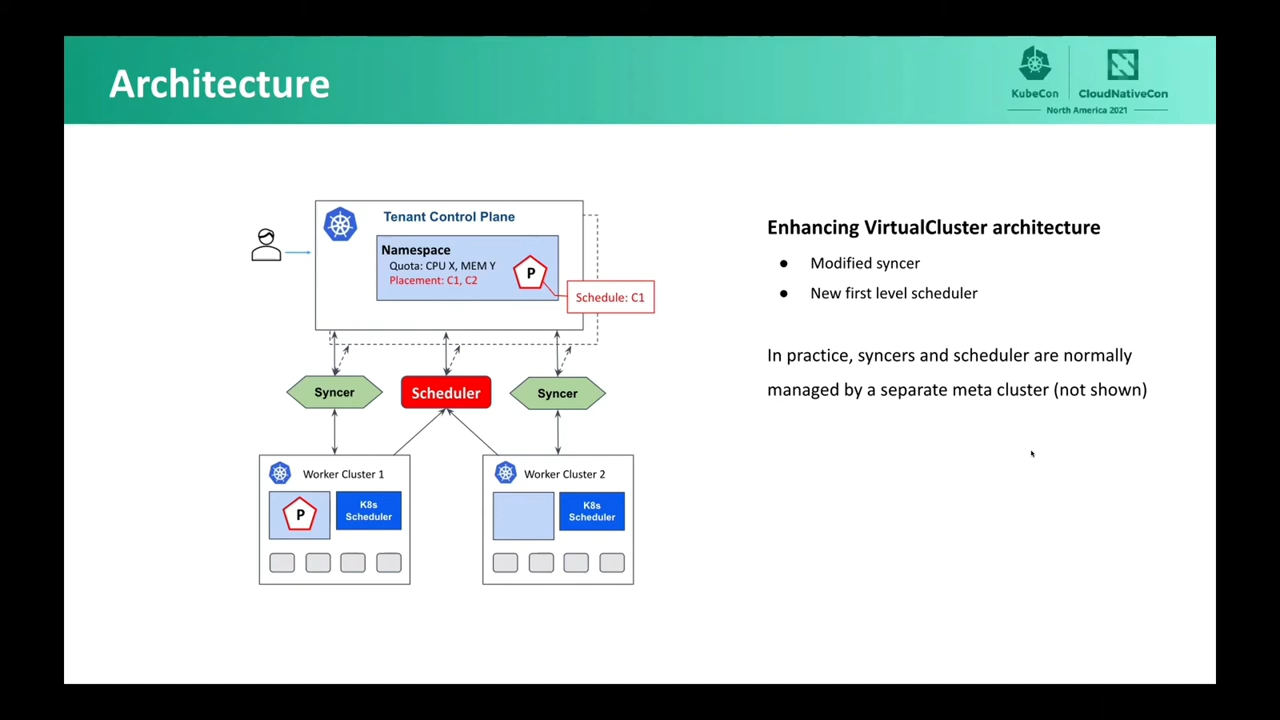 Architecture
KubeCon
CloudNativeCon
North America 2021
Tenant Control Plane
Namespace
Quota: CPU X, MEM Y
Placement: C1, C2
P
Schedule: C1
Syncer
Scheduler
Syncer
Worker Cluster 1
P
K8s
Scheduler
Worker Cluster 2
K8s
Scheduler
Enhancing VirtualCluster architecture
● Modified syncer
● New first level scheduler
In practice, syncers and scheduler are normally
managed by a separate meta cluster (not shown)